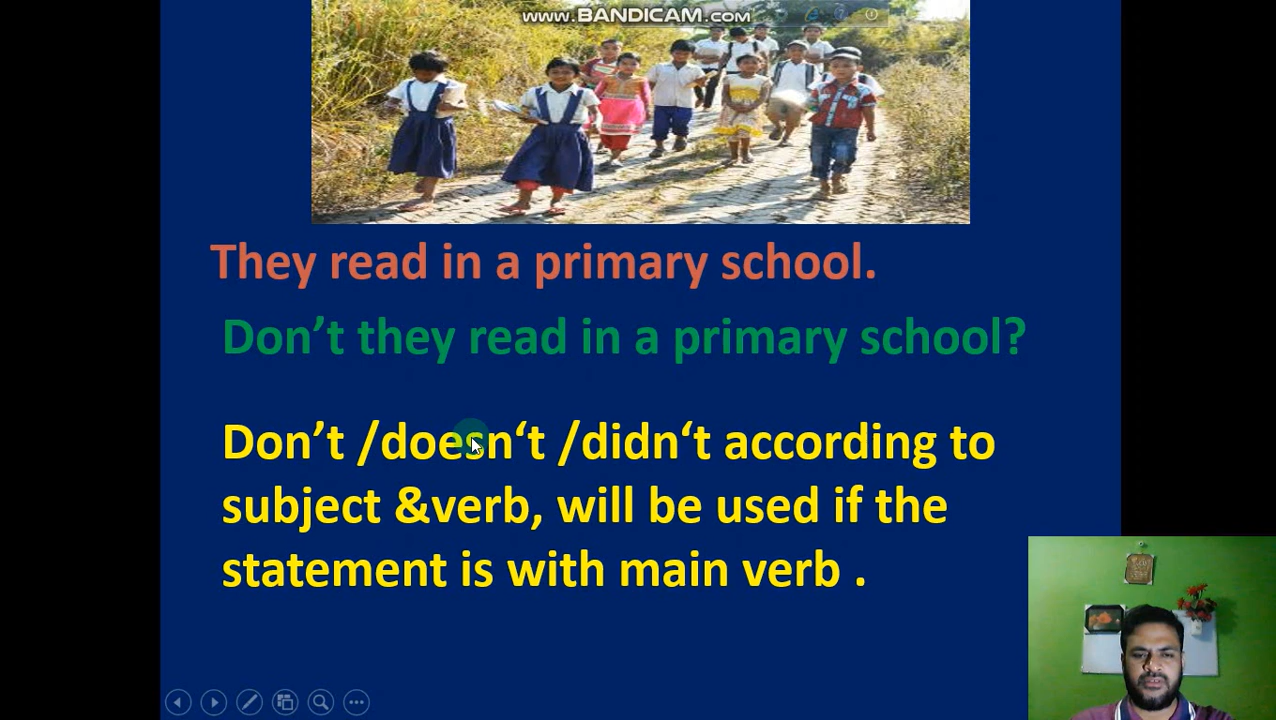 www.BANDICAM.com
They read in a primary school.
Don’t they read in a primary school?
Don’t /doesn‘t /didn‘t according to
subject &verb, will be used if the
statement is with main verb .